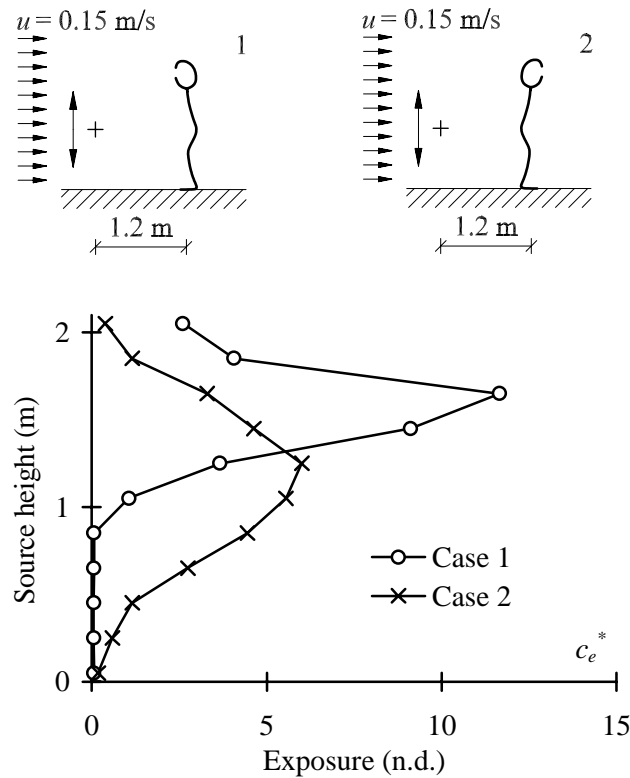 u = 0.15 m/s
1
+
1.2 m
u = 0.15 m/s
2
+
1.2 m
Source height (m)
2
1
0
0
5
10
15
Case 1
Case 2
cₑ*
Exposure (n.d.)